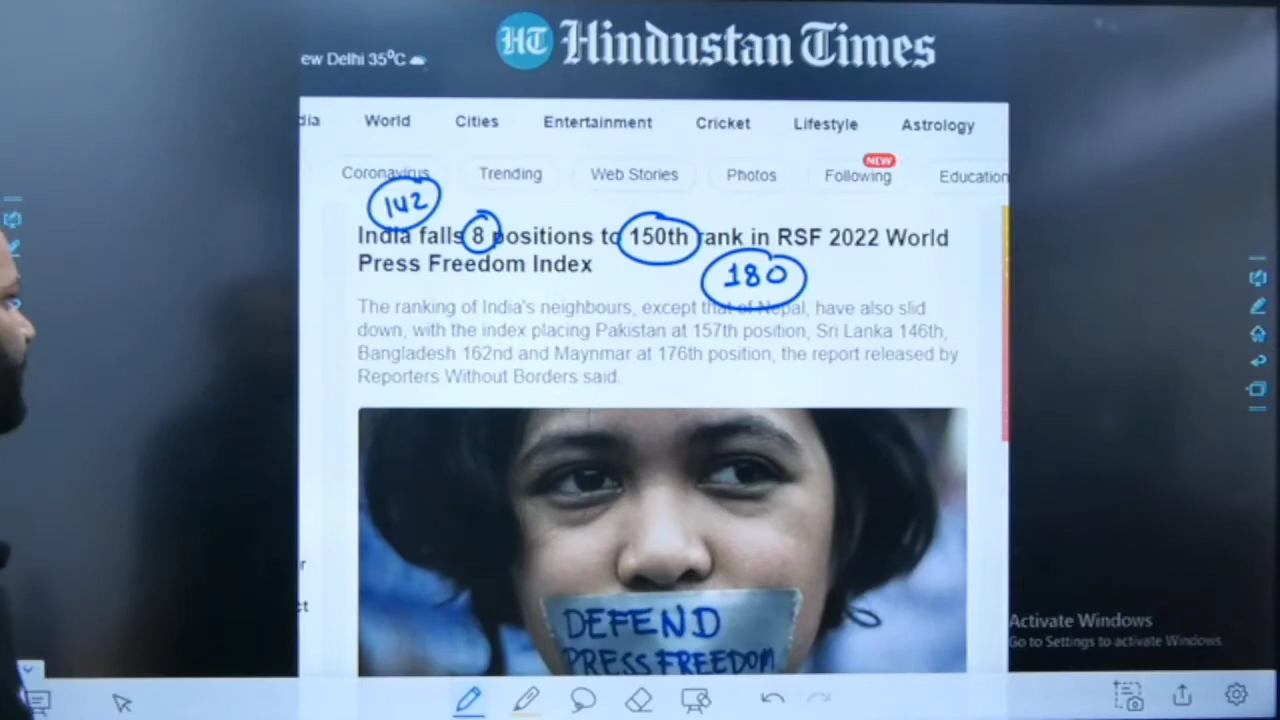 HT Hindustan Times
ew Delhi 35°C
dia World Cities Entertainment Cricket Lifestyle Astrology
NEW
Coronavirus Trending Web Stories Photos Following Education
142
India falls 8 positions to 150th rank in RSF 2022 World
Press Freedom Index
180
The ranking of India's neighbours, except that of Nepal, have also slid
down, with the index placing Pakistan at 157th position, Sri Lanka 146th,
Bangladesh 162nd and Maynmar at 176th position, the report released by
Reporters Without Borders said.
DEFEND
PRESS FREEDOM
r
ct
Activate Windows
Go to Settings to activate Windows.